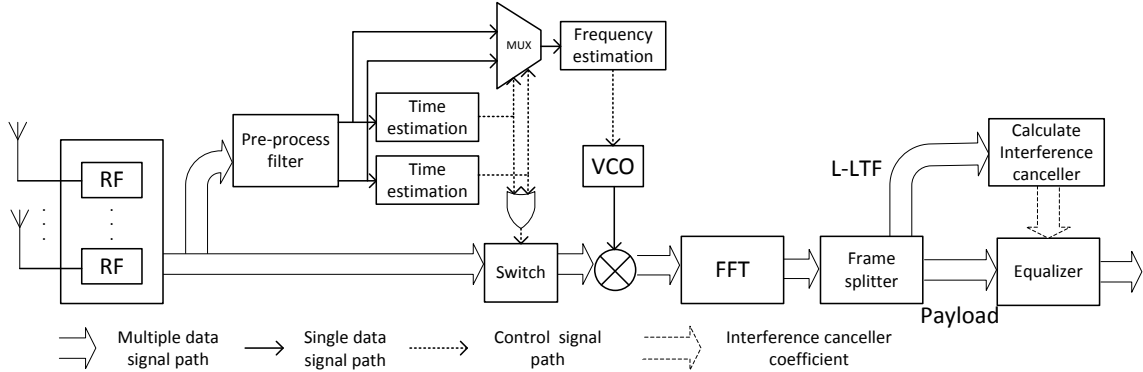 MUX
Frequency
estimation
Time
estimation
Pre-process
filter
Time
estimation
RF
RF
VCO
L-LTF
Calculate
Interference
canceller
Switch
FFT
Frame
splitter
Equalizer
Payload
Multiple data
signal path
Single data
signal path
Control signal
path
Interference canceller
coefficient